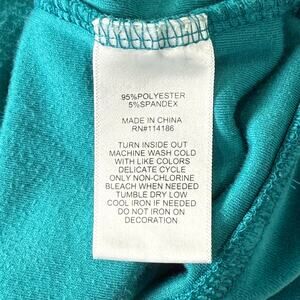 95%POLYESTER
5%SPANDEX
MADE IN CHINA
RN#114186
TURN INSIDE OUT
MACHINE WASH COLD
WITH LIKE COLORS
DELICATE CYCLE
ONLY NON-CHLORINE
BLEACH WHEN NEEDED
TUMBLE DRY LOW
COOL IRON IF NEEDED
DO NOT IRON ON
DECORATION